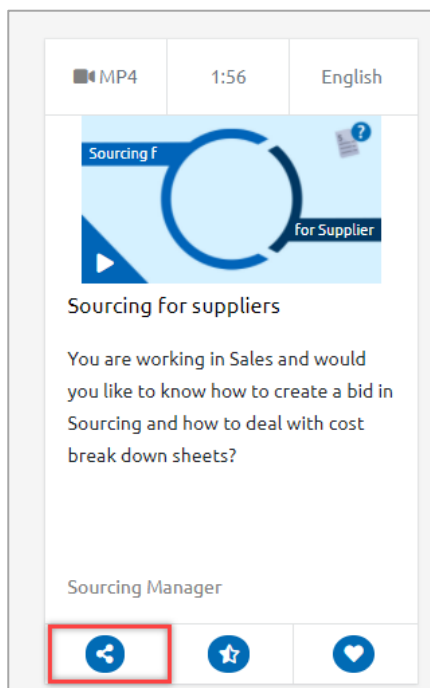 MP4 1:56 English
?
Sourcing f
for Supplier
Sourcing for suppliers
You are working in Sales and would
you like to know how to create a bid in
Sourcing and how to deal with cost
break down sheets?
Sourcing Manager